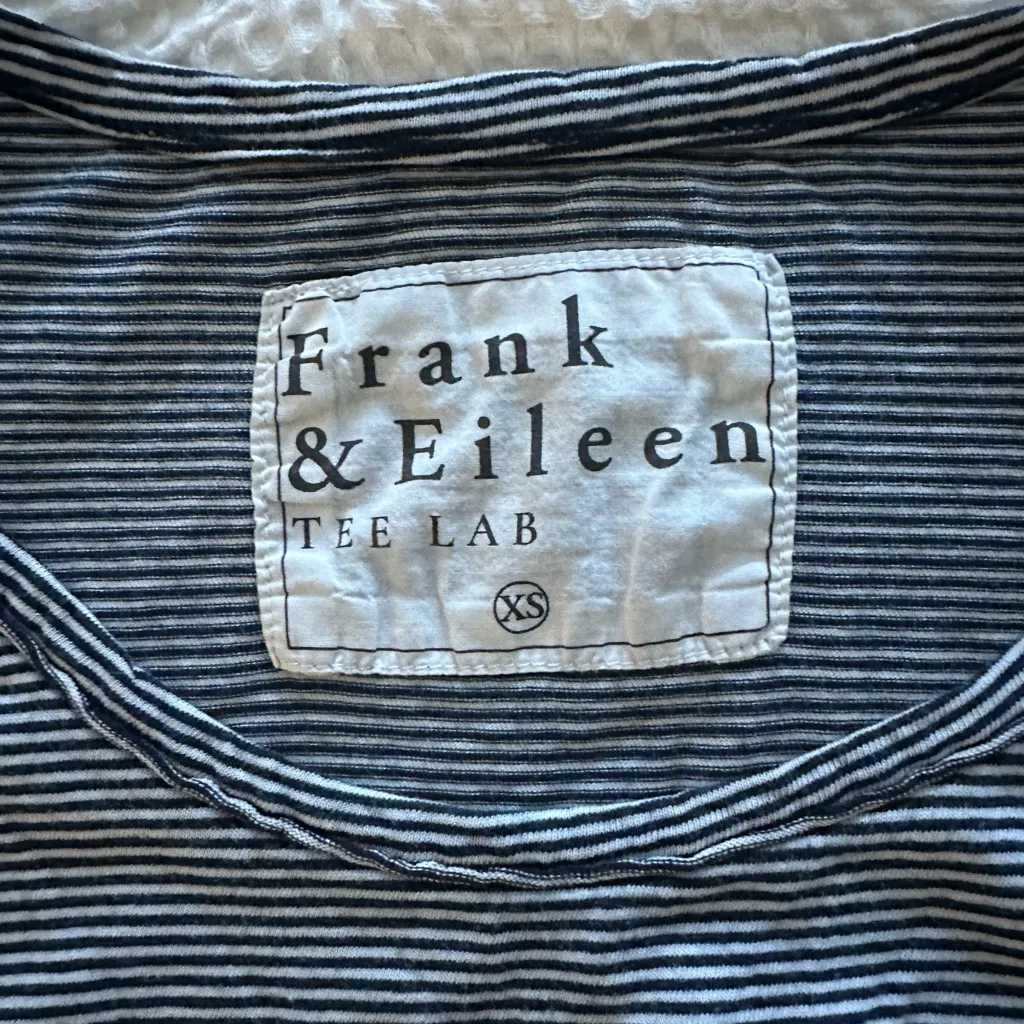 Frank
& Eileen
TEE LAB
XS